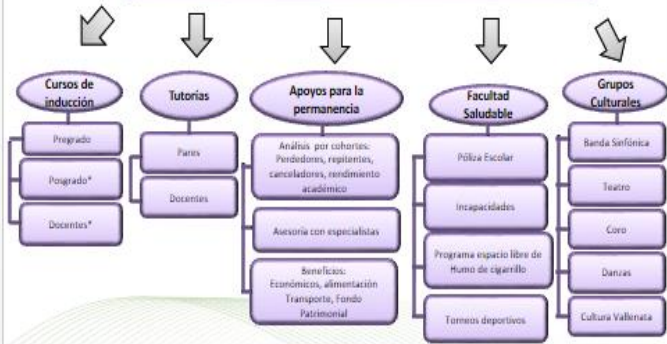 Cursos de
inducción
Pregrado
Posgrado*
Docentes*
Tutorías
Pares
Docentes
Apoyos para la
permanencia
Análisis por cohortes:
Perdedores, repitentes,
canceladores, rendimiento
académico
Asesoría con especialistas
Beneficios:
Económicos, alimentación
Transporte, Fondo
Patrimonial
Facultad
Saludable
Póliza Escolar
Incapacidades
Programa espacio libre de
Humo de cigarrillo
Torneos deportivos
Grupos
Culturales
Banda Sinfónica
Teatro
Coro
Danzas
Cultura Vallenata